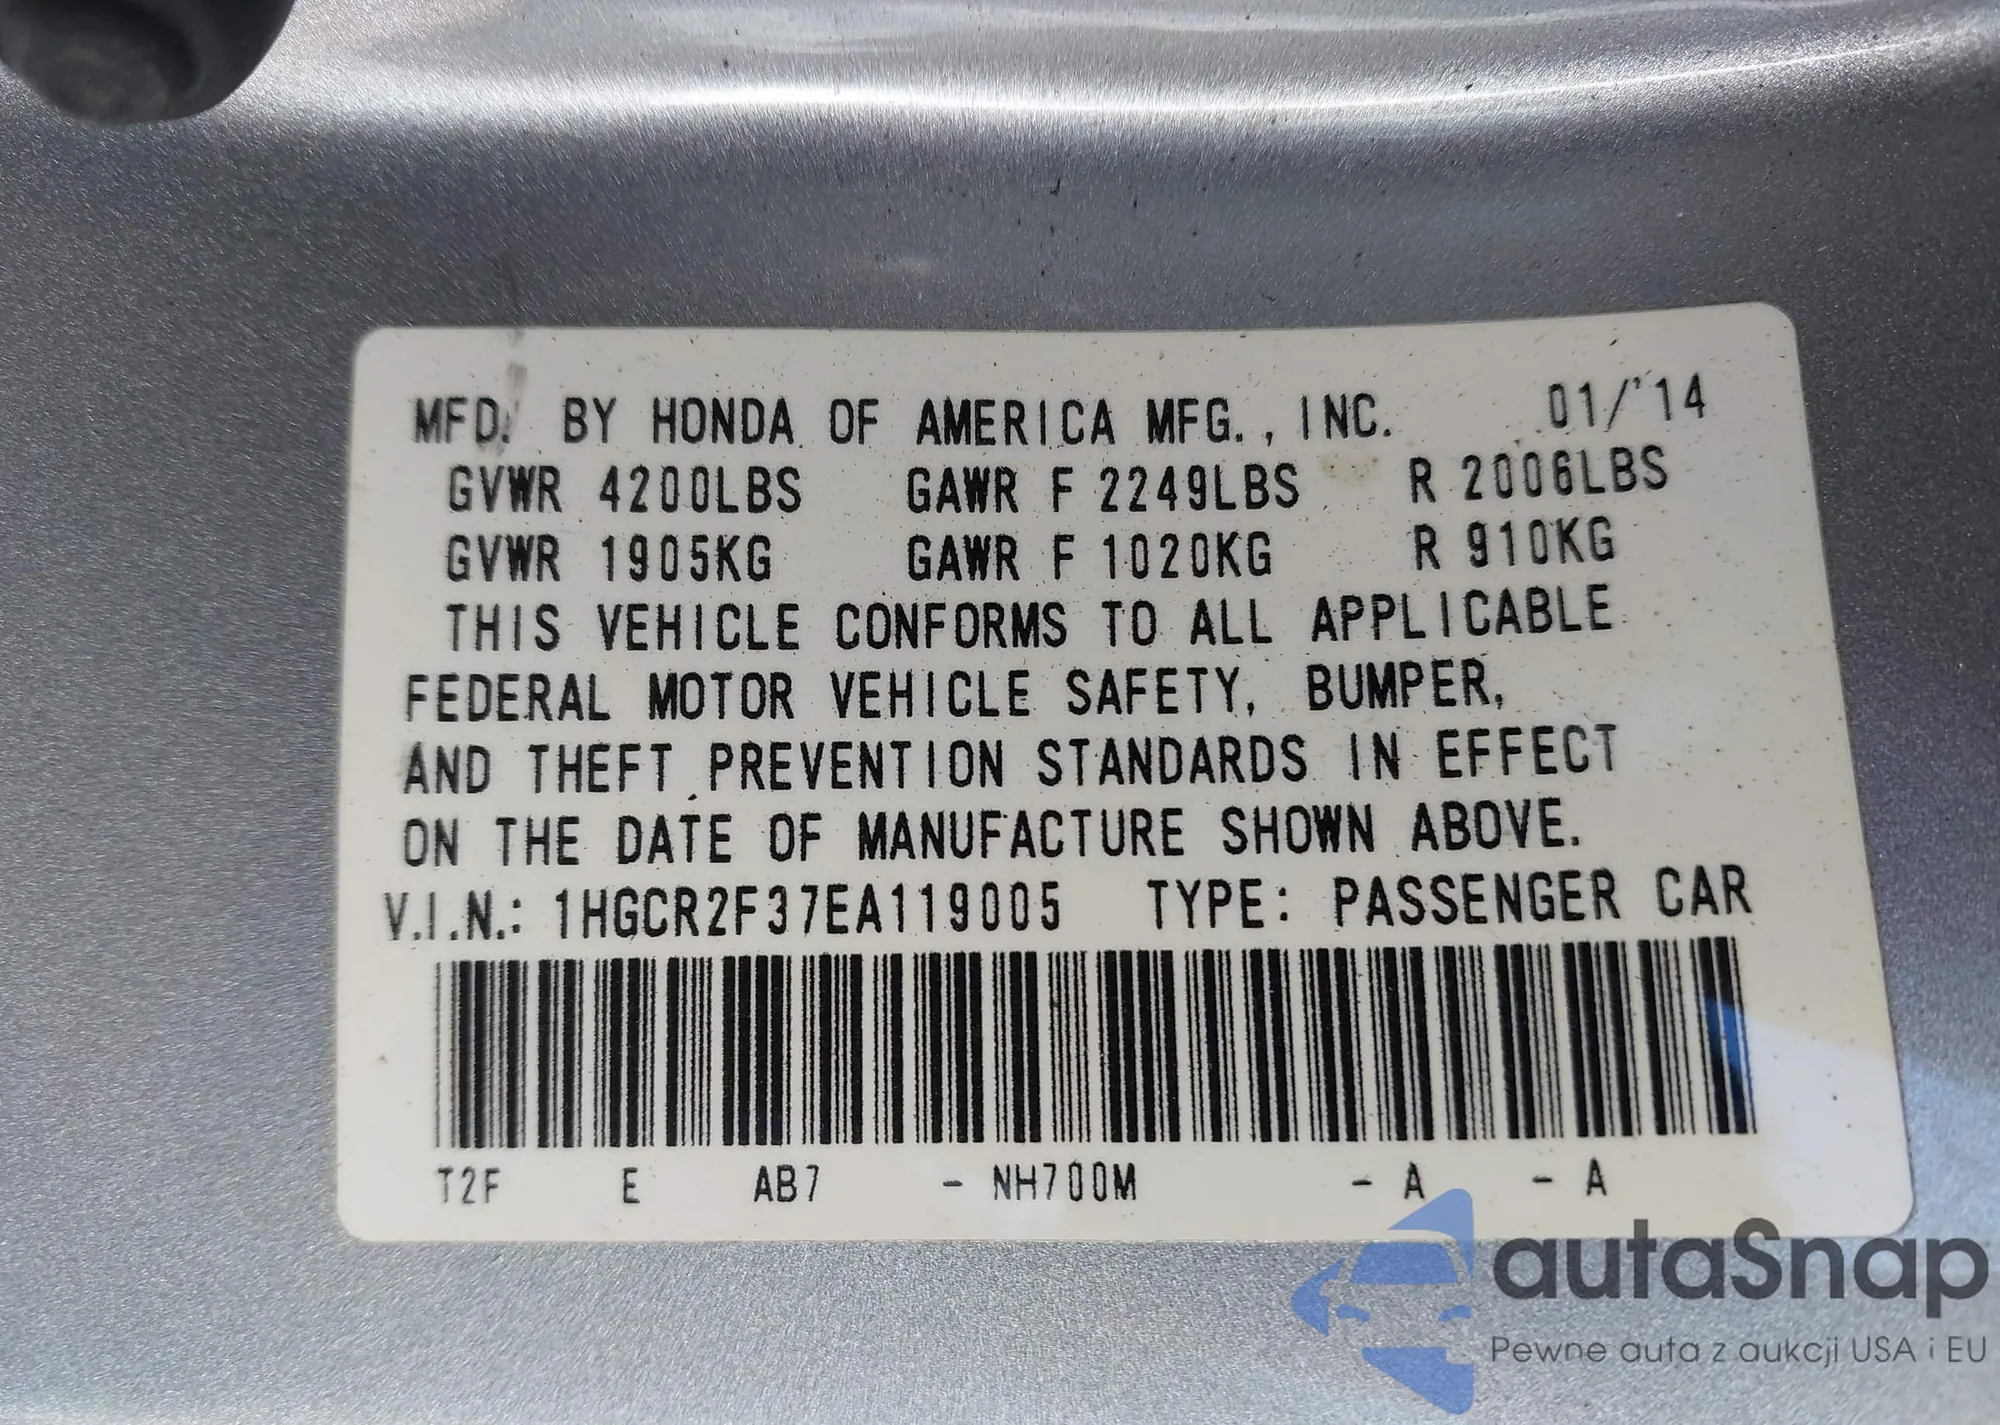 MFD. BY HONDA OF AMERICA MFG., INC. 01/'14
GVWR 4200LBS GAWR F 2249LBS R 2006LBS
GVWR 1905KG GAWR F 1020KG R 910KG
THIS VEHICLE CONFORMS TO ALL APPLICABLE
FEDERAL MOTOR VEHICLE SAFETY, BUMPER,
AND THEFT PREVENTION STANDARDS IN EFFECT
ON THE DATE OF MANUFACTURE SHOWN ABOVE.
V.I.N.: 1HGCR2F37EA119005 TYPE: PASSENGER CAR
T2F E AB7 - NH700M - A - A
autaSnap
Pewne auta z aukcji USA i EU